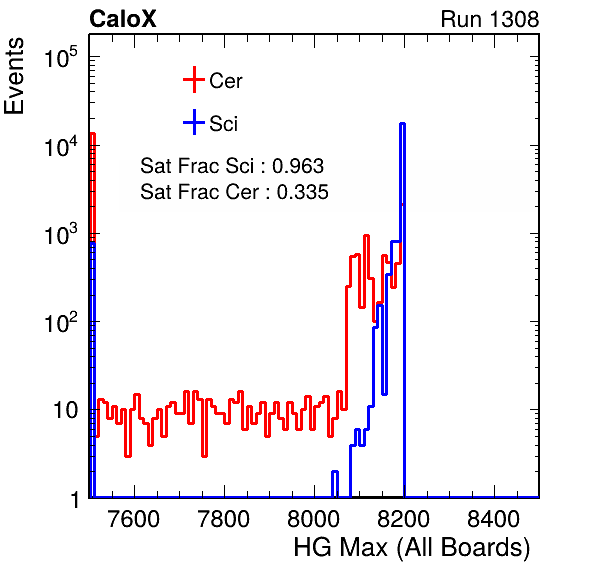 CaloX Run 1308
Events
Cer
Sci
Sat Frac Sci : 0.963
Sat Frac Cer : 0.335
10^5
10^4
10^3
10^2
10
1
7600 7800 8000 8200 8400
HG Max (All Boards)